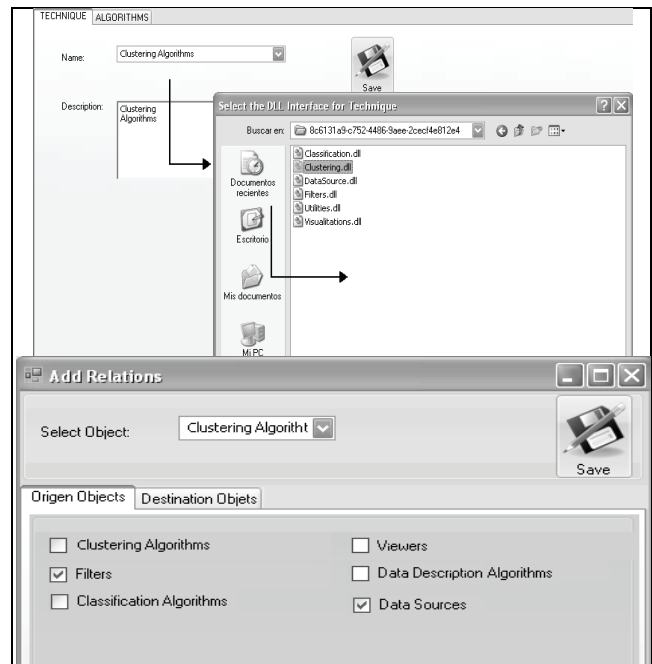 TECHNIQUE ALGORITHMS
Name: Clustering Algorithms
Save
Description: Clustering
Algorithms
Select the DLL Interface for Technique
Buscar en: 8c6131a9-c752-4486-9aee-2cecf4e812e4
Documentos
recientes
Escritorio
Mis documentos
Mi PC
Classification.dll
Clustering.dll
DataSource.dll
Filters.dll
Utilities.dll
Visualitations.dll
Add Relations
Select Object: Clustering Algoritht
Save
Origen Objects Destination Objets
Clustering Algorithms
Filters
Classification Algorithms
Viewers
Data Description Algorithms
Data Sources